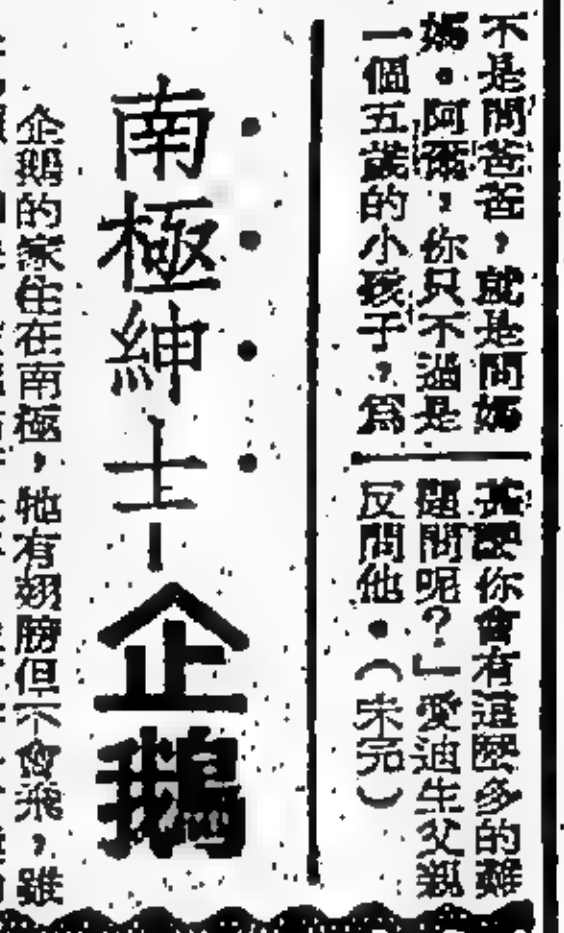 不是問爸爸，就是問媽
媽。阿爾，你只不過是
一個五歲的小孩子，爲
甚麼你會有這麼多的難
題問呢？」愛迪生父親
反問他。（未完）
南極紳士—企鵝
企鵝的家住在南極，牠有翅膀但不會飛，雖